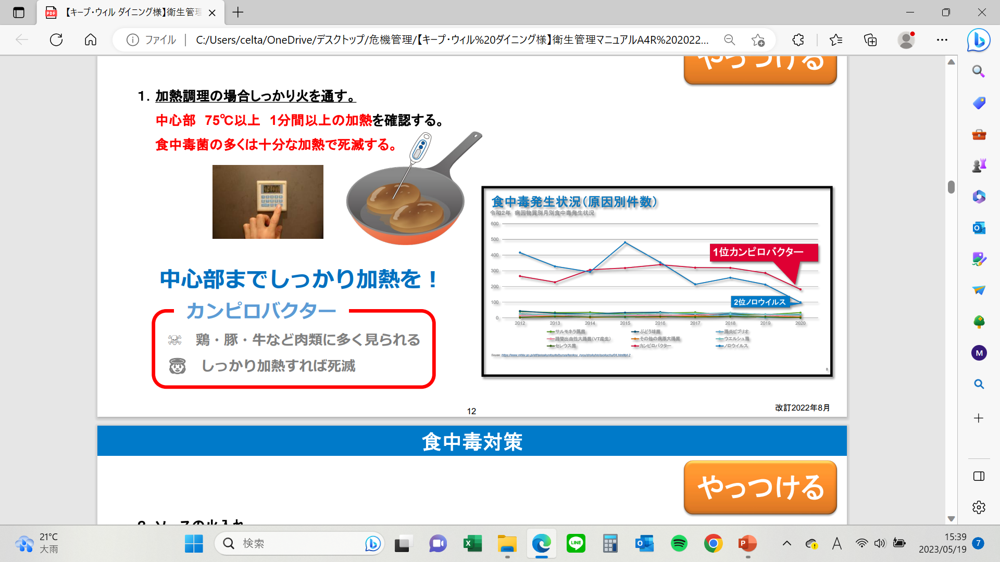 【キープ・ウィル ダイニング様】衛生管理
ファイル
C:/Users/celta/OneDrive/デスクトップ/危機管理/【キープ・ウィル%20ダイニング様】衛生管理マニュアルA4R%202022...
やっつける
１．加熱調理の場合しっかり火を通す。
中心部 75℃以上 1分間以上の加熱を確認する。
食中毒菌の多くは十分な加熱で死滅する。
中心部までしっかり加熱を！
カンピロバクター
鶏・豚・牛など肉類に多く見られる
しっかり加熱すれば死滅
食中毒発生状況（原因別件数）
令和2年 病因物質別月別食中毒発生状況
600
500
400
300
200
100
0
1位カンピロバクター
2位ノロウイルス
2012 2013 2014 2015 2016 2017 2018 2019 2020
サルモネラ属菌 ぶどう球菌 腸炎ビブリオ
腸管出血性大腸菌（VT産生） その他の病原大腸菌 ウエルシュ菌
セレウス菌 カンピロバクター ノロウイルス
8
12
改訂2022年8月
食中毒対策
やっつける
M
21°C
大雨
検索
LINE
15:39
2023/05/19
7